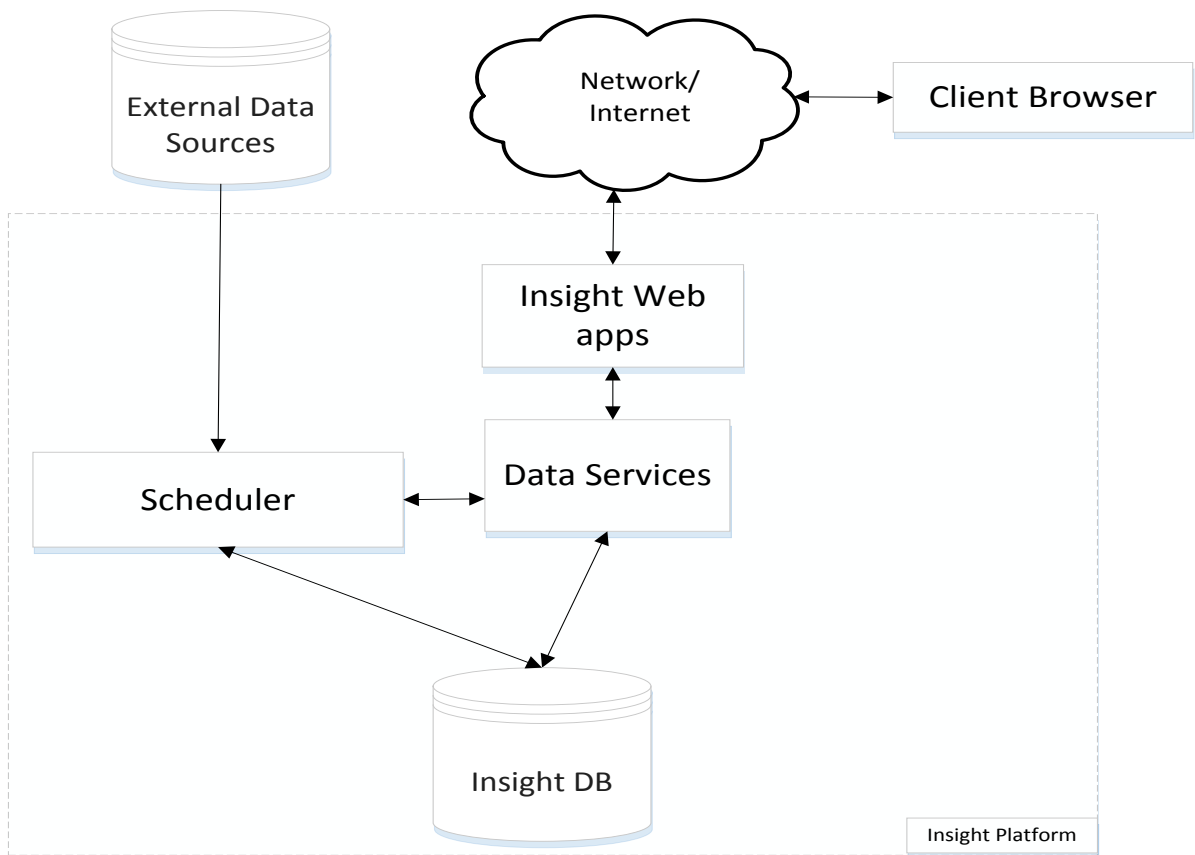 External Data
Sources
Network/
Internet
Client Browser
Insight Web
apps
Data Services
Scheduler
Insight DB
Insight Platform